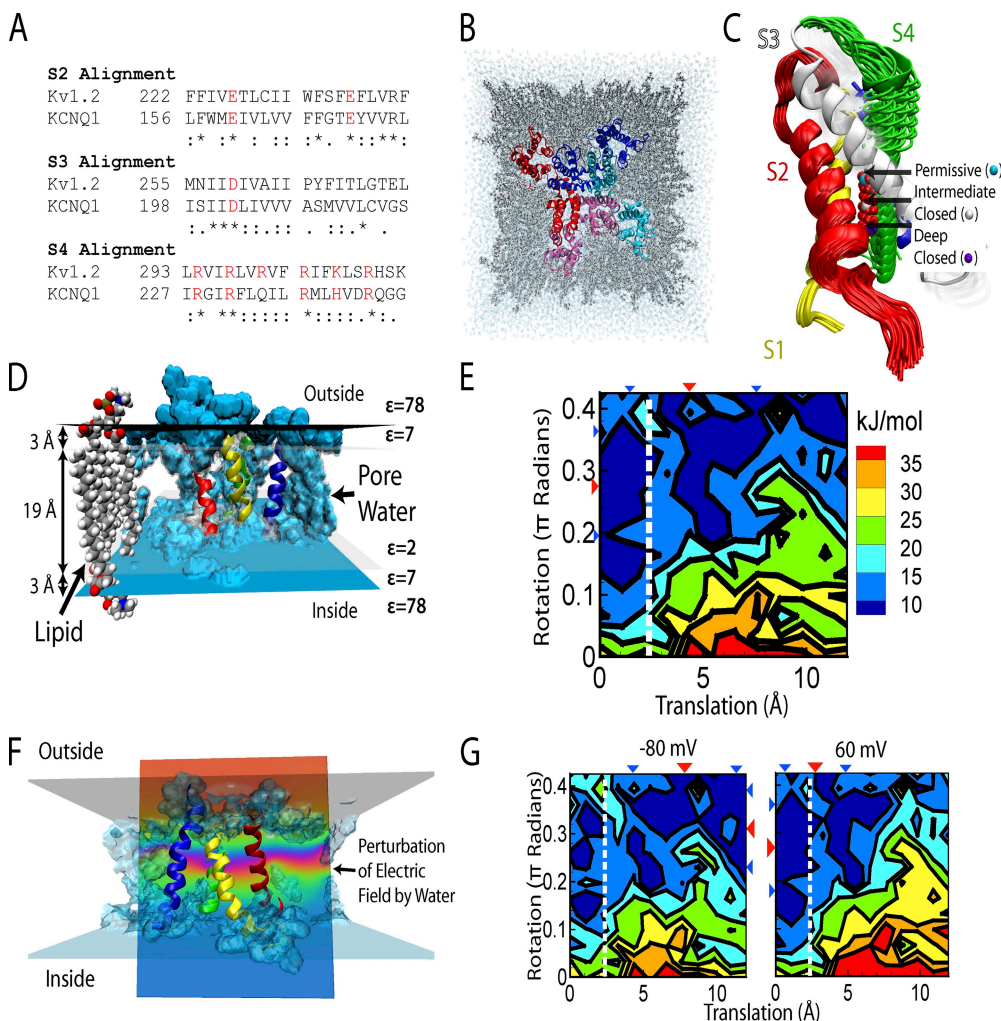 A
S2 Alignment
Kv1.2 222 FFIVETLCII WFSFEFLVRF
KCNQ1 156 LFWMEIVLVV FFGTEYVVRL
:* *:::: :*. *::**:
S3 Alignment
Kv1.2 255 MNIIDIVAII PYFITLGTEL
KCNQ1 198 ISIIDLIVVV ASMVVLCVGS
:.***::.:: . :. * .
S4 Alignment
Kv1.2 293 LRVIRLVRVF RIFKLSRHSK
KCNQ1 227 IRGIRFLQIL RMLHVDRQGG
:* **:::::: *::::.*:.
B
C
S3
S4
S2
Permissive ( )
Intermediate
Closed ( )
Deep
Closed ( )
S1
D
Outside
ε=78
ε=7
3 Å
Pore
Water
19 Å
ε=2
ε=7
3 Å
ε=78
Inside
Lipid
E
kJ/mol
35
30
25
20
15
10
Rotation (π Radians)
0.4
0.3
0.2
0.1
0
0 5 10
Translation (Å)
F
Outside
Perturbation
of Electric
Field by Water
Inside
G
-80 mV 60 mV
Rotation (π Radians)
0.4
0.3
0.2
0.1
0
0 5 10 0 5 10
Translation (Å)